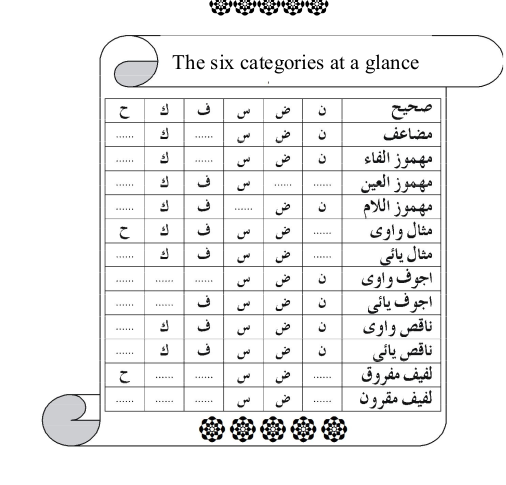 The six categories at a glance
صحيح ن ض س ف ك ح
مضاعف ن ض س ...... ك ......
مهموز الفاء ن ض س ...... ك ......
مهموز العين ...... ...... س ف ك ......
مهموز اللام ن ض ...... ف ك ......
مثال واوى ...... ض س ف ك ح
مثال يائي ...... ض س ف ك ......
اجوف واوى ن ض س ...... ...... ......
اجوف يائي ن ض س ف ...... ......
ناقص واوى ن ض س ف ك ......
ناقص يائي ن ض س ف ك ......
لفيف مفروق ...... ض س ...... ...... ح
لفيف مقرون ...... ض س ...... ...... ......